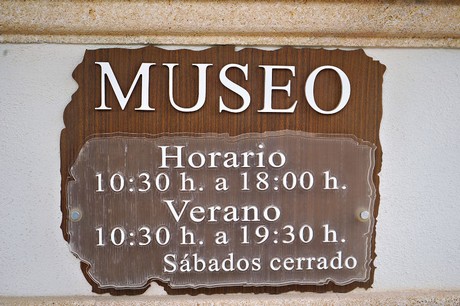 MUSEO
Horario
10:30 h. a 18:00 h.
Verano
10:30 h. a 19:30 h.
Sábados cerrado